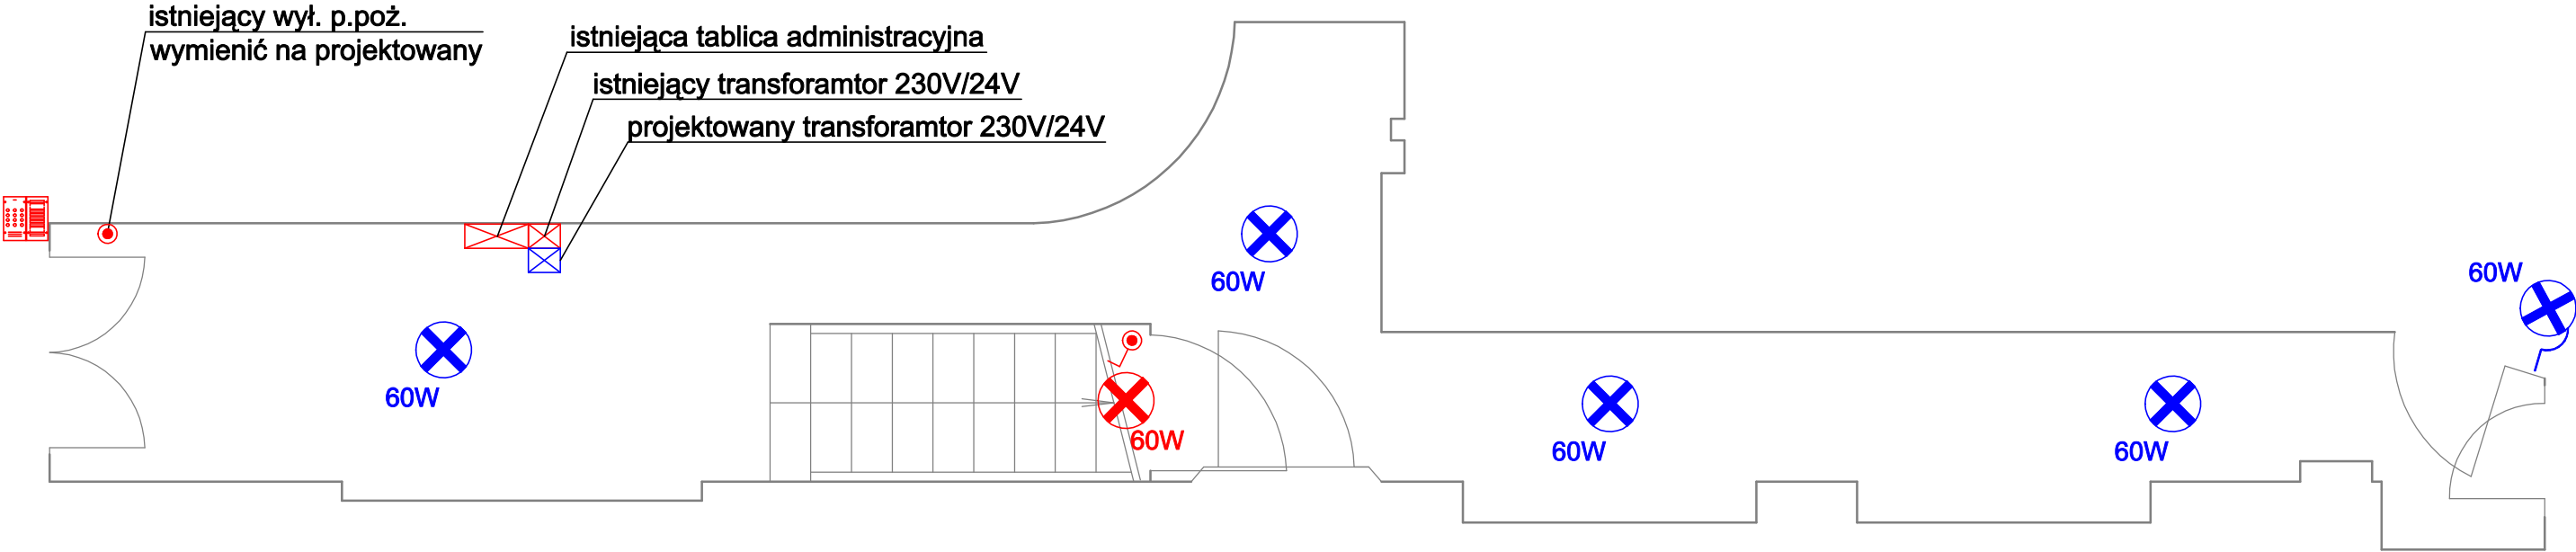 istniejący wył. p.poż.
wymienić na projektowany
istniejąca tablica administracyjna
istniejący transforamtor 230V/24V
projektowany transforamtor 230V/24V
60W
60W
60W
60W
60W
60W